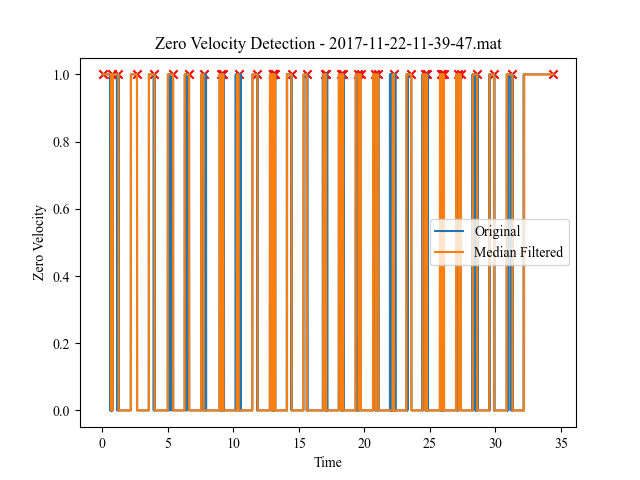 Zero Velocity Detection - 2017-11-22-11-39-47.mat
1.0
0.8
0.6
0.4
0.2
0.0
Zero Velocity
Original
Median Filtered
0 5 10 15 20 25 30 35
Time